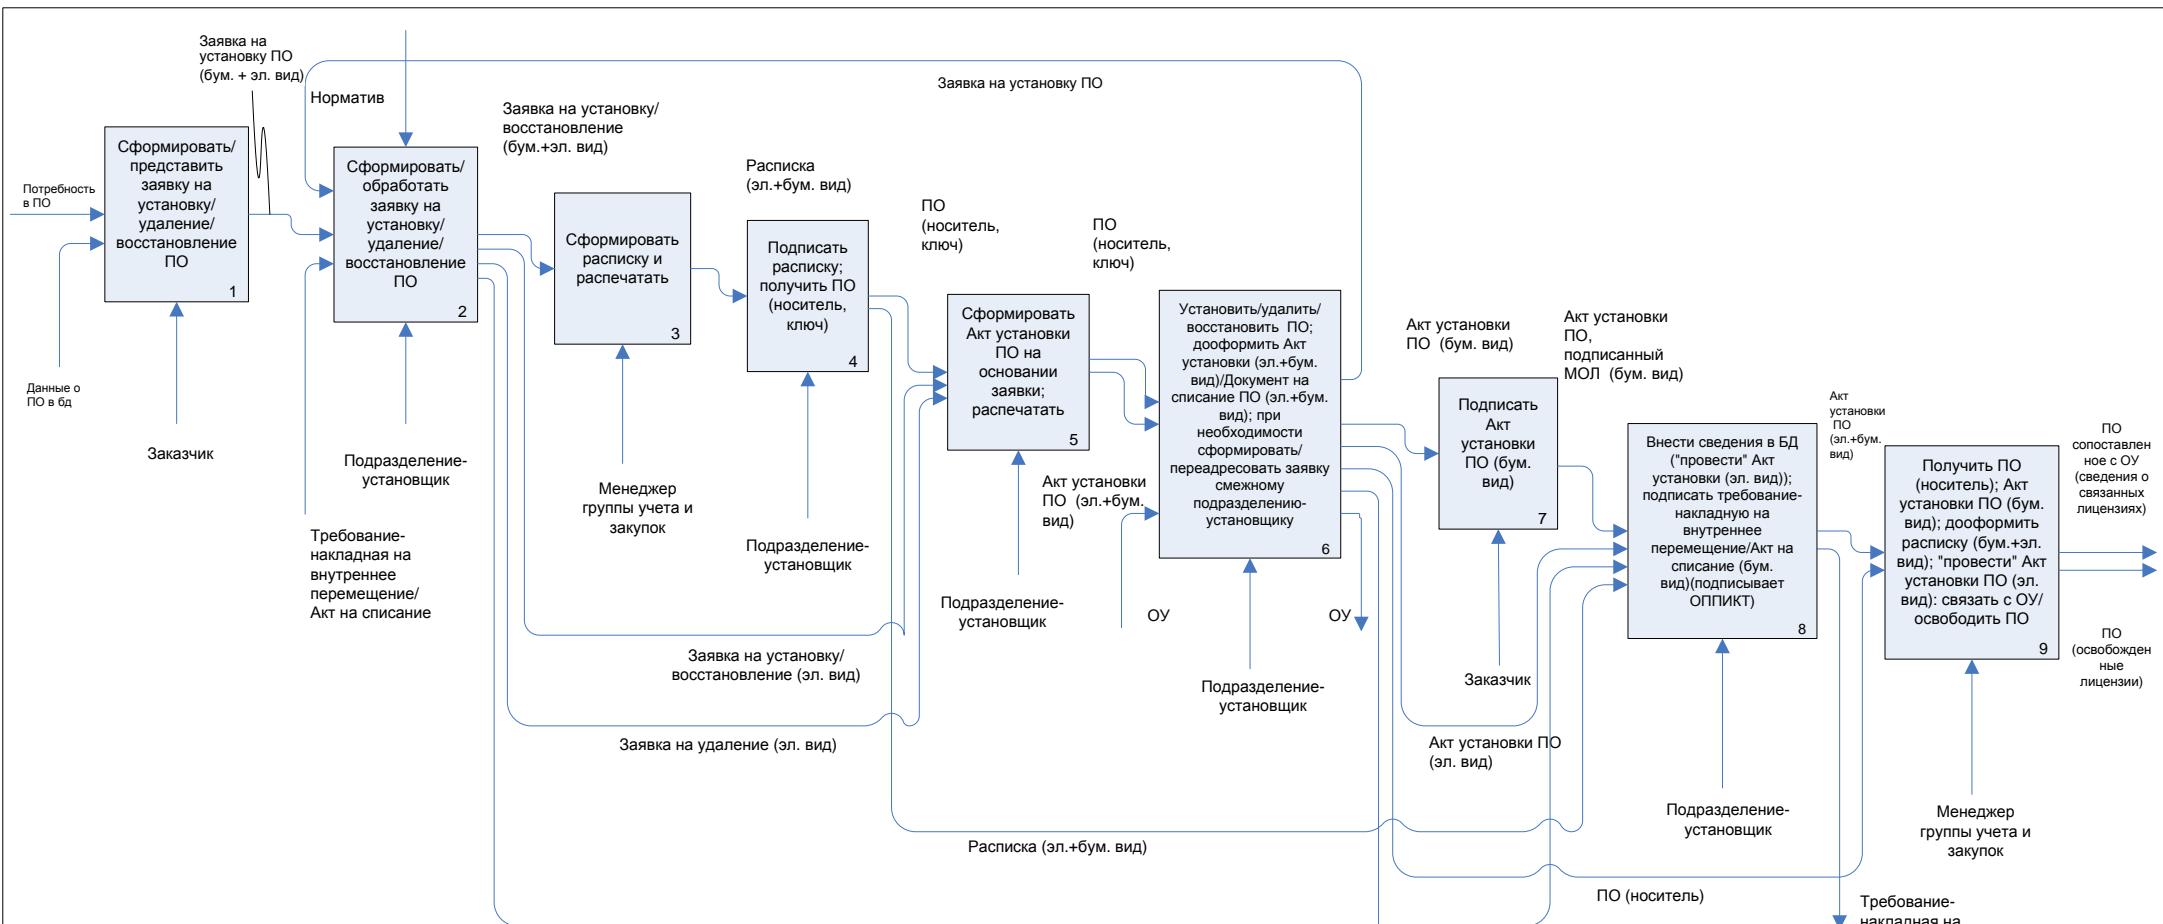 Заявка на
установку ПО
(бум. + эл. вид)
Норматив
Заявка на установку ПО
Заявка на установку/
восстановление
(бум.+эл. вид)
Потребность
в ПО
Данные о
ПО в бд
Сформировать/
представить
заявку на
установку/
удаление/
восстановление
ПО
1
Заказчик
Сформировать/
обработать
заявку на
установку/
удаление/
восстановление
ПО
2
Подразделение-
установщик
Требование-
накладная на
внутреннее
перемещение/
Акт на списание
Сформировать
расписку и
распечатать
3
Менеджер
группы учета и
закупок
Расписка
(эл.+бум. вид)
Подписать
расписку;
получить ПО
(носитель,
ключ)
4
Подразделение-
установщик
ПО
(носитель,
ключ)
Сформировать
Акт установки
ПО на
основании
заявки;
распечатать
5
Подразделение-
установщик
ПО
(носитель,
ключ)
Акт установки
ПО (эл.+бум.
вид)
Установить/удалить/
восстановить ПО;
дооформить Акт
установки (эл.+бум.
вид)/Документ на
списание ПО (эл.+бум.
вид); при
необходимости
сформировать/
переадресовать заявку
смежному
подразделению-
установщику
6
ОУ
ОУ
Подразделение-
установщик
Заявка на установку/
восстановление (эл. вид)
Заявка на удаление (эл. вид)
Расписка (эл.+бум. вид)
Акт установки
ПО (бум. вид)
Подписать
Акт
установки
ПО (бум.
вид)
7
Заказчик
Акт установки ПО
(эл. вид)
Акт установки
ПО,
подписанный
МОЛ (бум. вид)
Внести сведения в БД
("провести" Акт
установки (эл. вид));
подписать требование-
накладную на
внутреннее
перемещение/Акт на
списание (бум.
вид)(подписывает
ОППИКТ)
8
Подразделение-
установщик
ПО (носитель)
Акт
установки
ПО
(эл.+бум.
вид)
Получить ПО
(носитель); Акт
установки ПО (бум.
вид); дооформить
расписку (бум.+эл.
вид); "провести" Акт
установки ПО (эл.
вид): связать с ОУ/
освободить ПО
9
Менеджер
группы учета и
закупок
ПО
сопоставлен
ное с ОУ
(сведения о
связанных
лицензиях)
ПО
(освобожден
ные
лицензии)
Требование-
накладная на